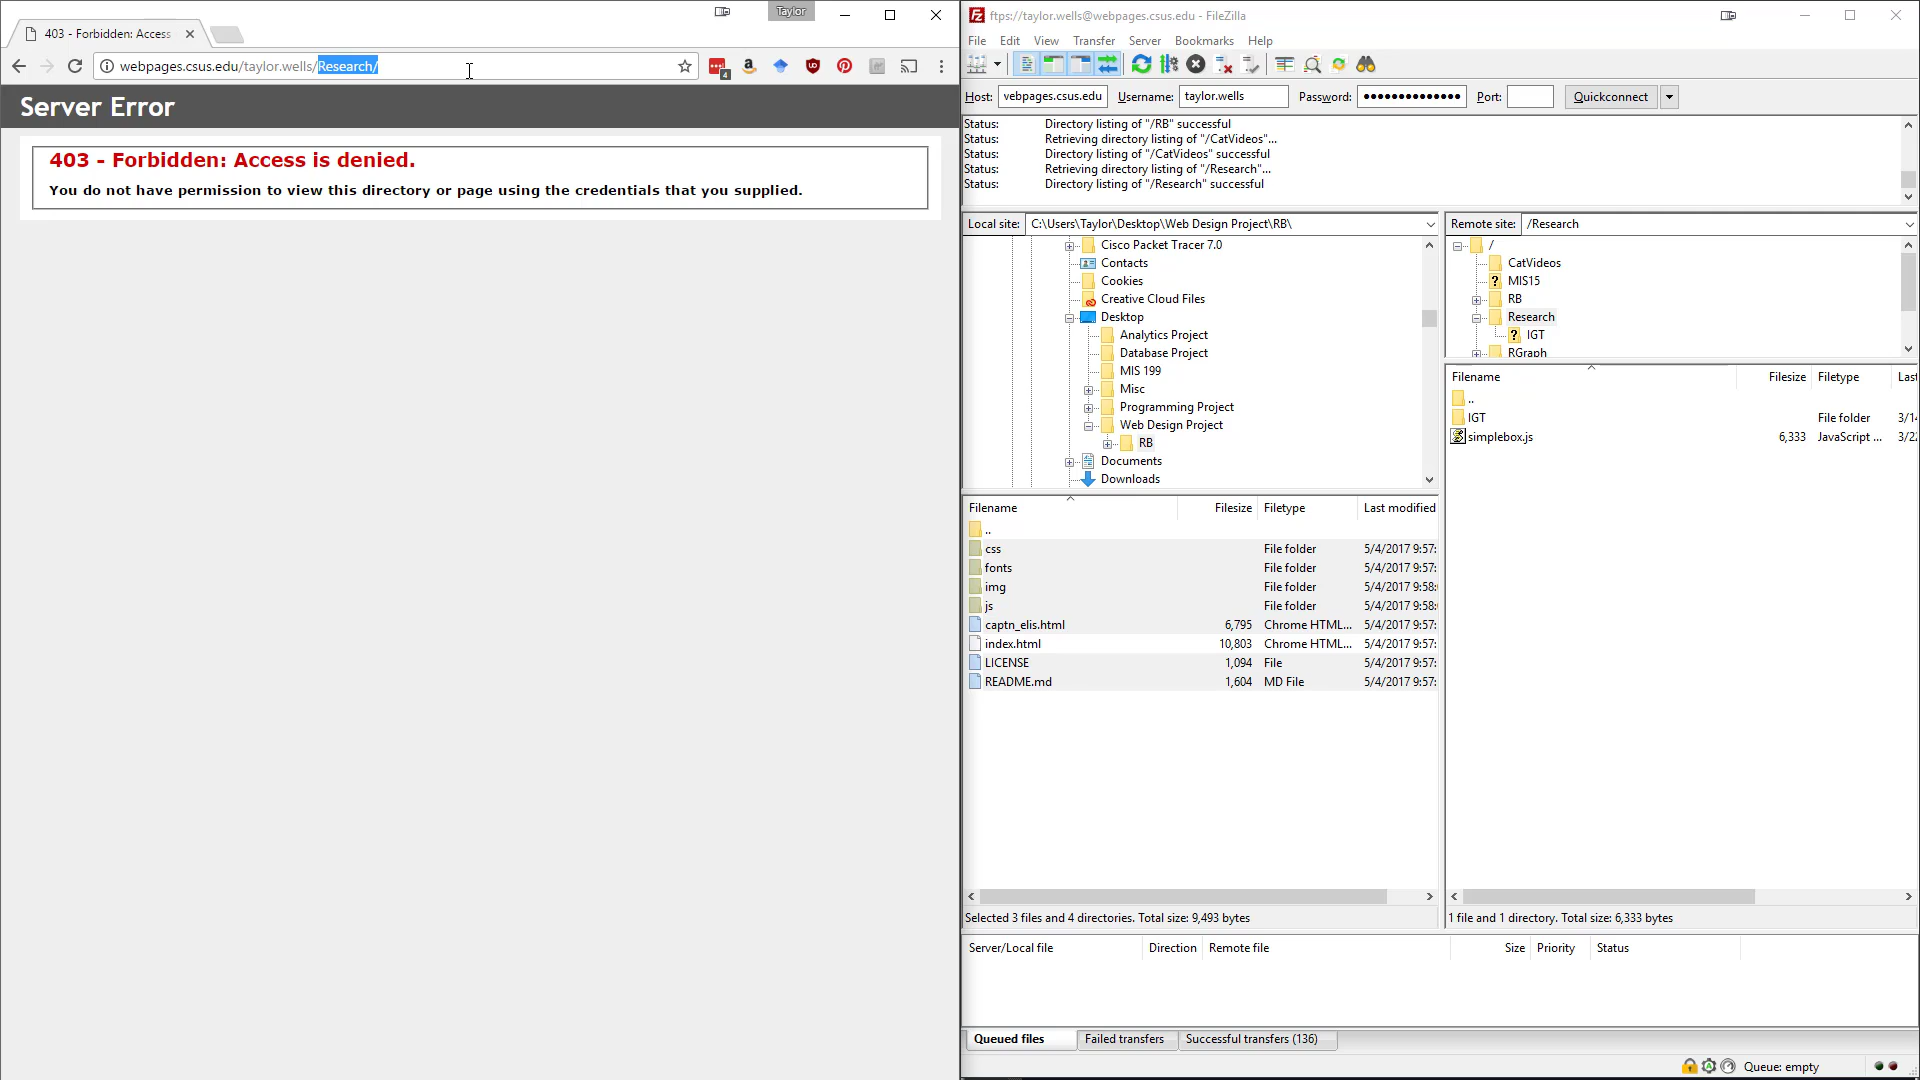 Taylor
403 - Forbidden: Access
webpages.csus.edu/taylor.wells/Research/
4
Server Error
403 - Forbidden: Access is denied.
You do not have permission to view this directory or page using the credentials that you supplied.
ftps://taylor.wells@webpages.csus.edu - FileZilla
File Edit View Transfer Server Bookmarks Help
Host: vebpages.csus.edu Username: taylor.wells Password: ●●●●●●●●●●●●●● Port: Quickconnect
Status: Directory listing of "/RB" successful
Status: Retrieving directory listing of "/CatVideos"...
Status: Directory listing of "/CatVideos" successful
Status: Retrieving directory listing of "/Research"...
Status: Directory listing of "/Research" successful
Local site: C:\Users\Taylor\Desktop\Web Design Project\RB\
Cisco Packet Tracer 7.0
Contacts
Cookies
Creative Cloud Files
Desktop
Analytics Project
Database Project
MIS 199
Misc
Programming Project
Web Design Project
RB
Documents
Downloads
Filename Filesize Filetype Last modified
..
css File folder 5/4/2017 9:57:
fonts File folder 5/4/2017 9:57:
img File folder 5/4/2017 9:58:
js File folder 5/4/2017 9:58:
captn_elis.html 6,795 Chrome HTML... 5/4/2017 9:57:
index.html 10,803 Chrome HTML... 5/4/2017 9:57:
LICENSE 1,094 File 5/4/2017 9:57:
README.md 1,604 MD File 5/4/2017 9:57:
Selected 3 files and 4 directories. Total size: 9,493 bytes
Remote site: /Research
/
CatVideos
? MIS15
RB
Research
? IGT
RGraph
Filename Filesize Filetype Last
..
IGT File folder 3/14
simplebox.js 6,333 JavaScript ... 3/22
1 file and 1 directory. Total size: 6,333 bytes
Server/Local file Direction Remote file Size Priority Status
Queued files Failed transfers Successful transfers (136)
Queue: empty